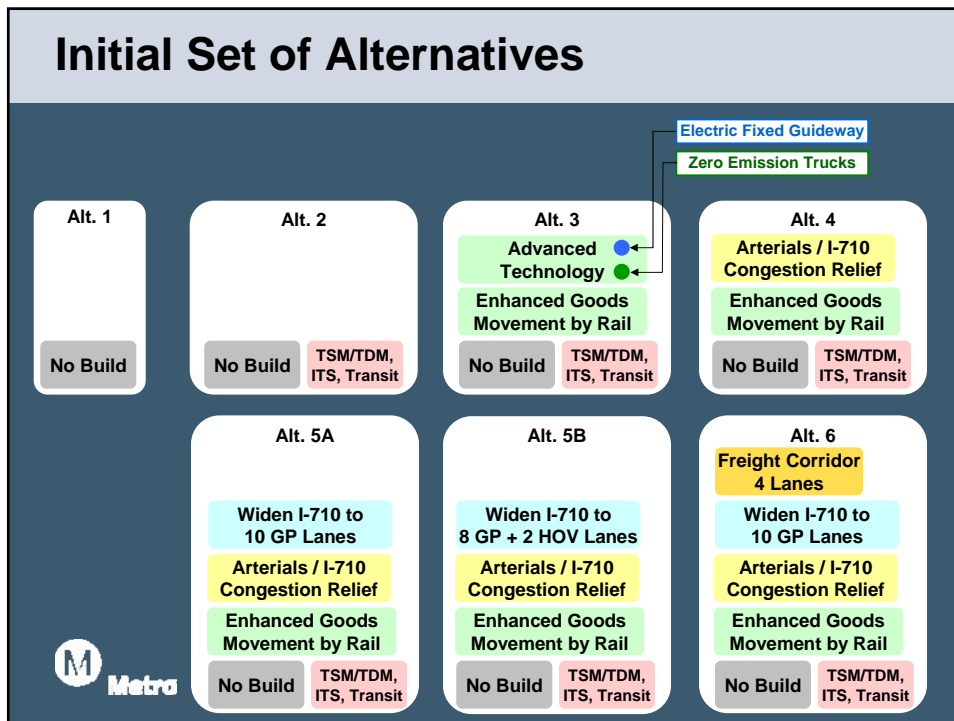 Initial Set of Alternatives
Electric Fixed Guideway
Zero Emission Trucks
Alt. 1
No Build
Alt. 2
No Build
TSM/TDM,
ITS, Transit
Alt. 3
Advanced
Technology
Enhanced Goods
Movement by Rail
No Build
TSM/TDM,
ITS, Transit
Alt. 4
Arterials / I-710
Congestion Relief
Enhanced Goods
Movement by Rail
No Build
TSM/TDM,
ITS, Transit
Alt. 5A
Widen I-710 to
10 GP Lanes
Arterials / I-710
Congestion Relief
Enhanced Goods
Movement by Rail
No Build
TSM/TDM,
ITS, Transit
Alt. 5B
Widen I-710 to
8 GP + 2 HOV Lanes
Arterials / I-710
Congestion Relief
Enhanced Goods
Movement by Rail
No Build
TSM/TDM,
ITS, Transit
Alt. 6
Freight Corridor
4 Lanes
Widen I-710 to
10 GP Lanes
Arterials / I-710
Congestion Relief
Enhanced Goods
Movement by Rail
No Build
TSM/TDM,
ITS, Transit
M Metro